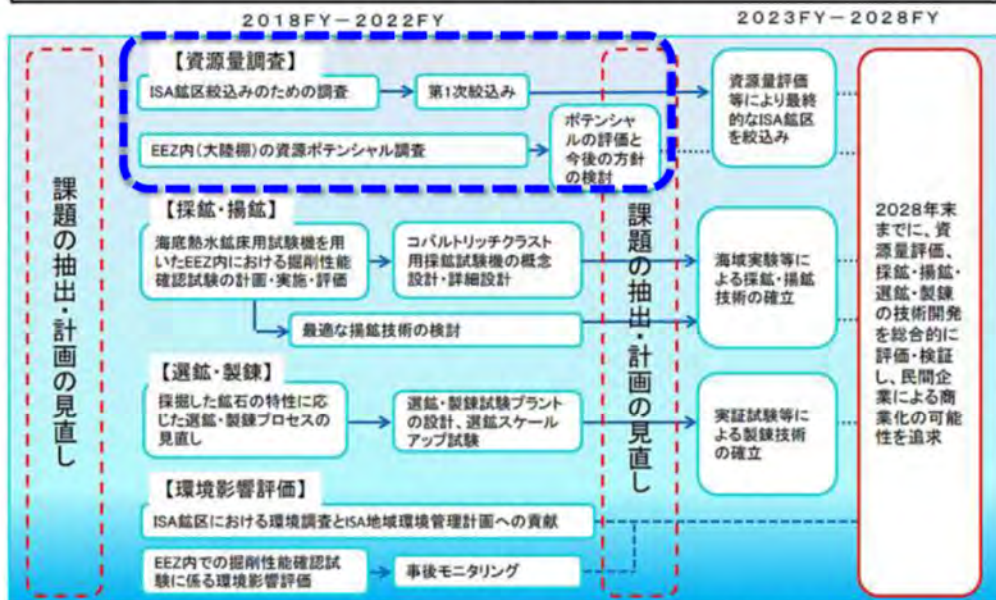 2018FY－2022FY
2023FY－2028FY
課題の抽出・計画の見直し
【資源量調査】
ISA鉱区絞込みのための調査
第1次絞込み
EEZ内(大陸棚)の資源ポテンシャル調査
ポテンシャ
ルの評価と
今後の方針
の検討
資源量評価
等により最終
的なISA鉱区
を絞込み
【採鉱・揚鉱】
海底熱水鉱床用試験機を用
いたEEZ内における掘削性能
確認試験の計画・実施・評価
コバルトリッチクラスト
用採鉱試験機の概念
設計・詳細設計
最適な揚鉱技術の検討
海域実験等に
よる採鉱・揚鉱
技術の確立
【選鉱・製錬】
採掘した鉱石の特性に応
じた選鉱・製錬プロセスの
見直し
選鉱・製錬試験プラント
の設計、選鉱スケール
アップ試験
実証試験等に
よる製錬技術
の確立
【環境影響評価】
ISA鉱区における環境調査とISA地域環境管理計画への貢献
EEZ内での掘削性能確認試
験に係る環境影響評価
事後モニタリング
課題の抽出・計画の見直し
2028年末
までに、資
源量評価、
採鉱・揚鉱・
選鉱・製錬
の技術開発
を総合的に
評価・検証
し、民間企
業による商
業化の可能
性を追求